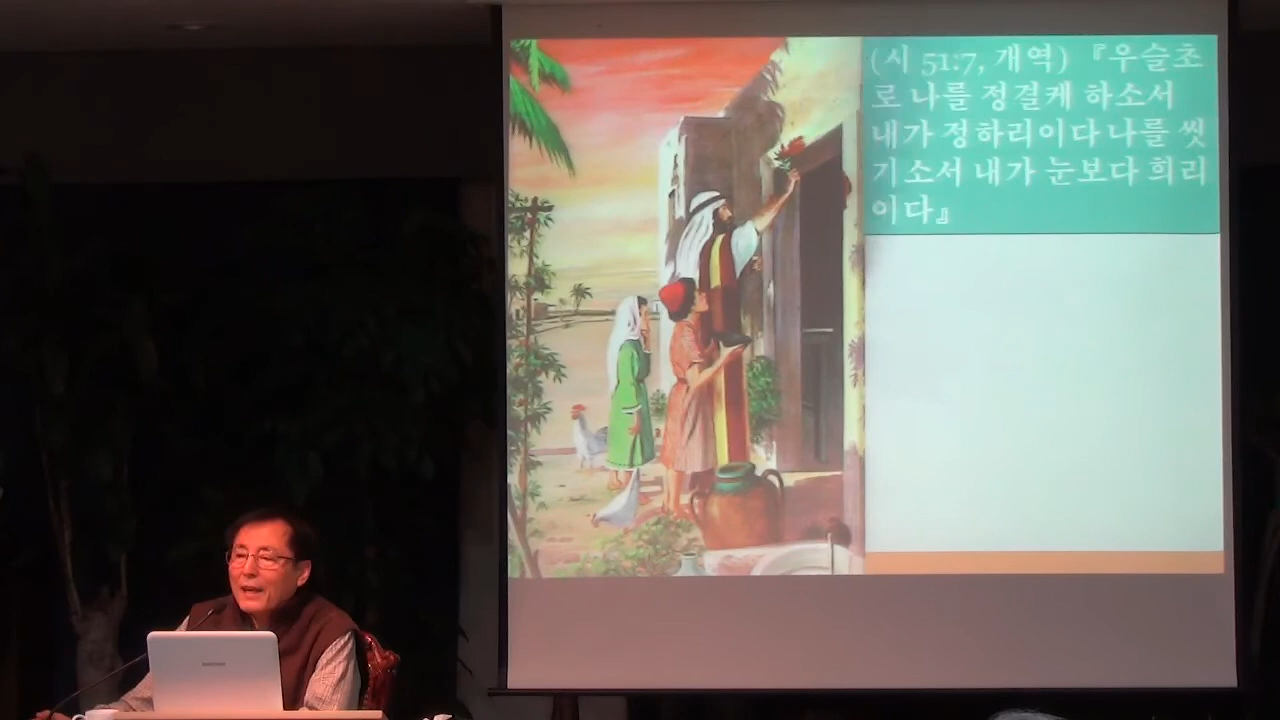 (시 51:7, 개역) 『우슬초
로 나를 정결케 하소서
내가 정하리이다 나를 씻
기소서 내가 눈보다 희리
이다』